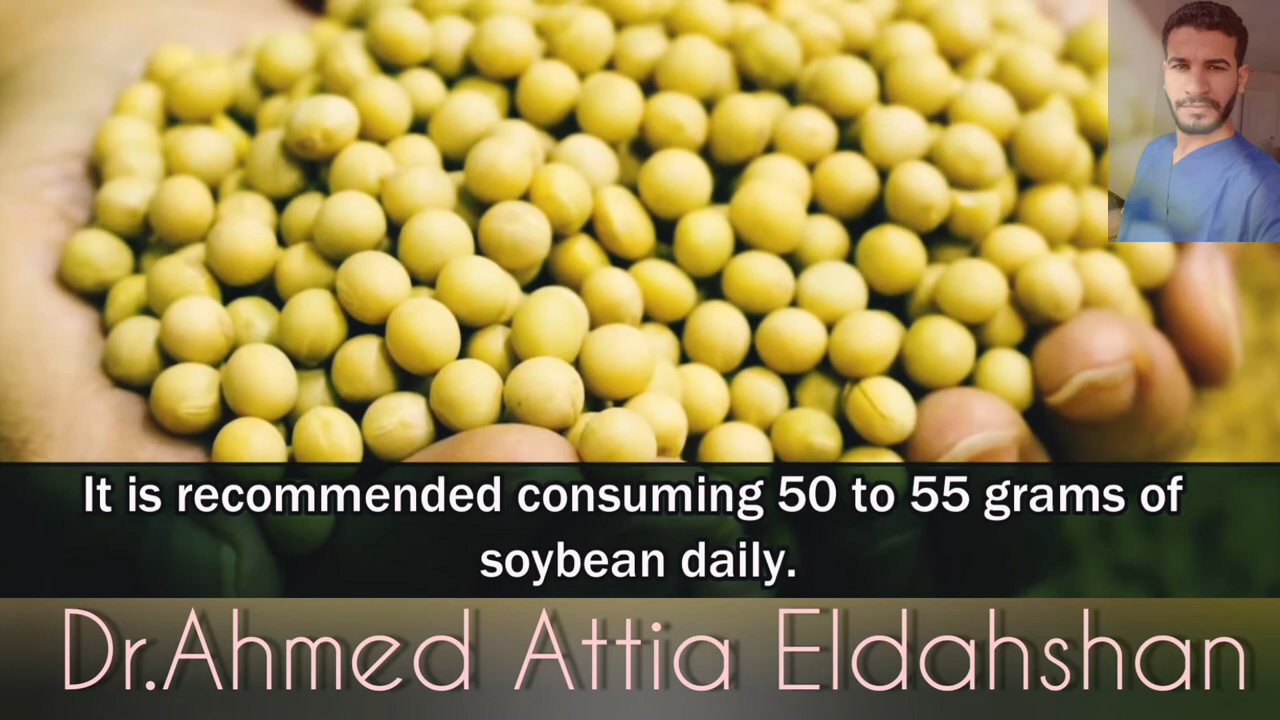 It is recommended consuming 50 to 55 grams of
soybean daily.
Dr.Ahmed Attia Eldahshan